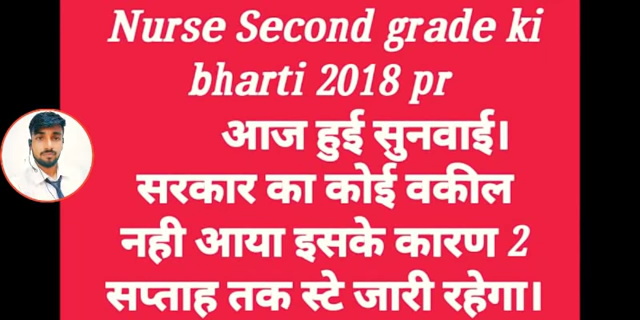 Nurse Second grade ki
bharti 2018 pr
आज हुई सुनवाई।
सरकार का कोई वकील
नही आया इसके कारण 2
सप्ताह तक स्टे जारी रहेगा।